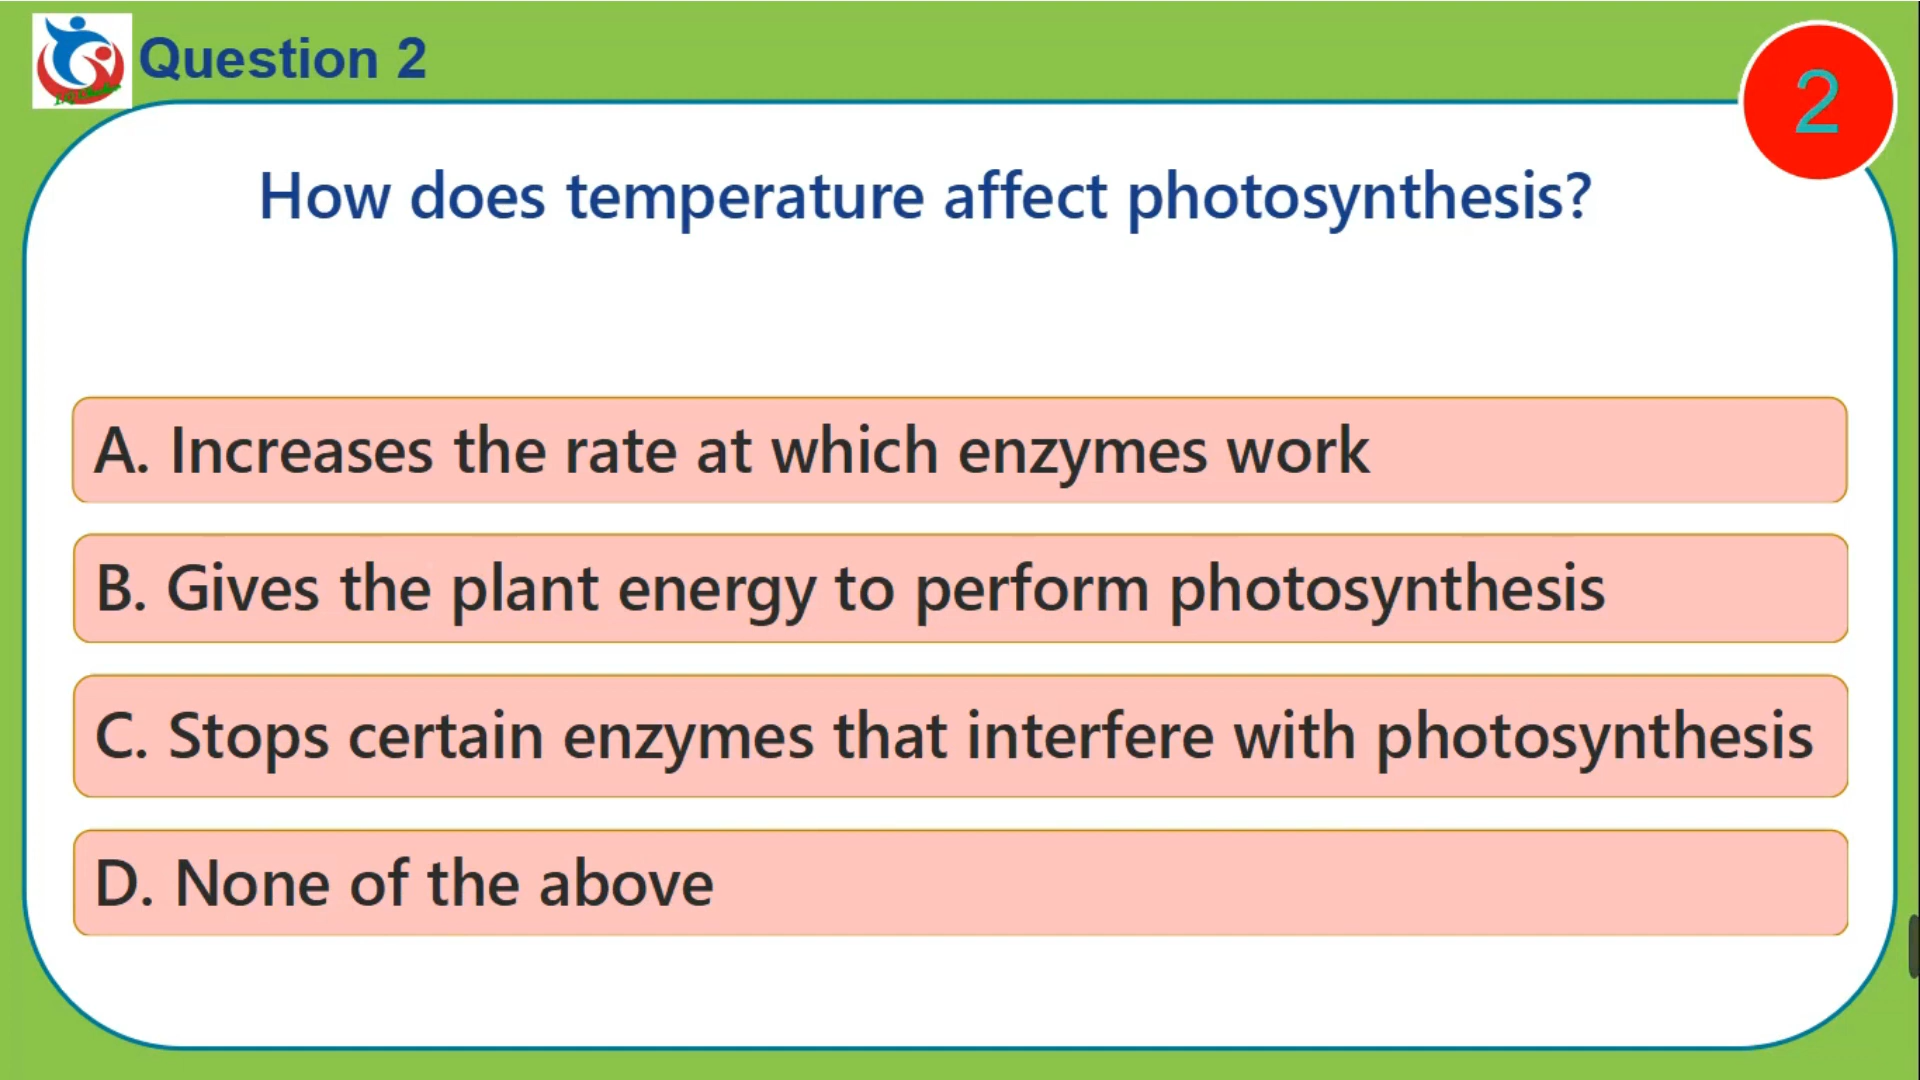 Question 2
2
How does temperature affect photosynthesis?
A. Increases the rate at which enzymes work
B. Gives the plant energy to perform photosynthesis
C. Stops certain enzymes that interfere with photosynthesis
D. None of the above